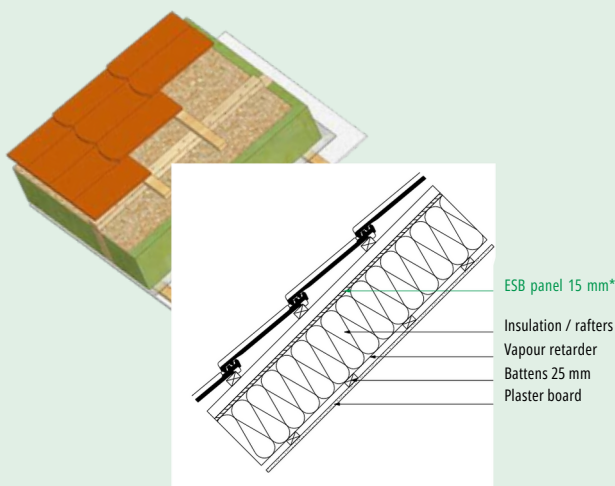 ESB panel 15 mm*
Insulation / rafters
Vapour retarder
Battens 25 mm
Plaster board